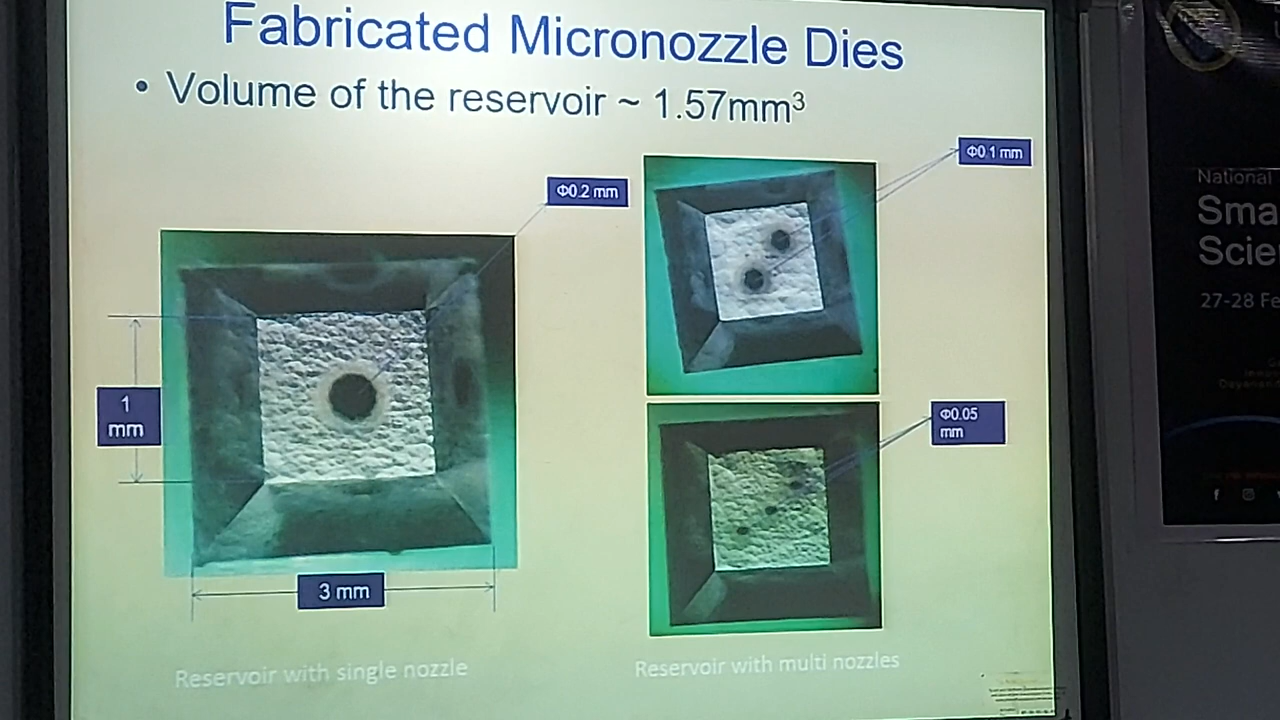 Fabricated Micronozzle Dies
• Volume of the reservoir ~ 1.57mm³
Φ0.2 mm
Φ0.1 mm
1
mm
Φ0.05
mm
3 mm
Reservoir with single nozzle
Reservoir with multi nozzles
National
Sma
Scie
27-28 Fe